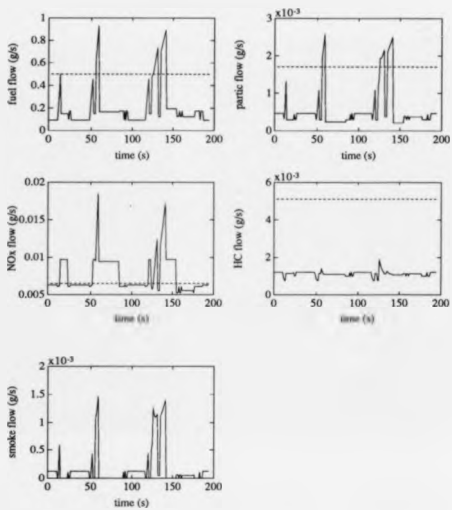 fuel flow (g/s)
1
0.8
0.6
0.4
0.2
0
0 50 100 150 200
time (s)
partic flow (g/s)
x10-3
3
2
1
0
0 50 100 150 200
time (s)
NOx flow (g/s)
0.02
0.015
0.01
0.005
0 50 100 150 200
time (s)
HC flow (g/s)
x10-3
6
4
2
0
0 50 100 150 200
time (s)
smoke flow (g/s)
x10-3
2
1.5
1
0.5
0
0 50 100 150 200
time (s)